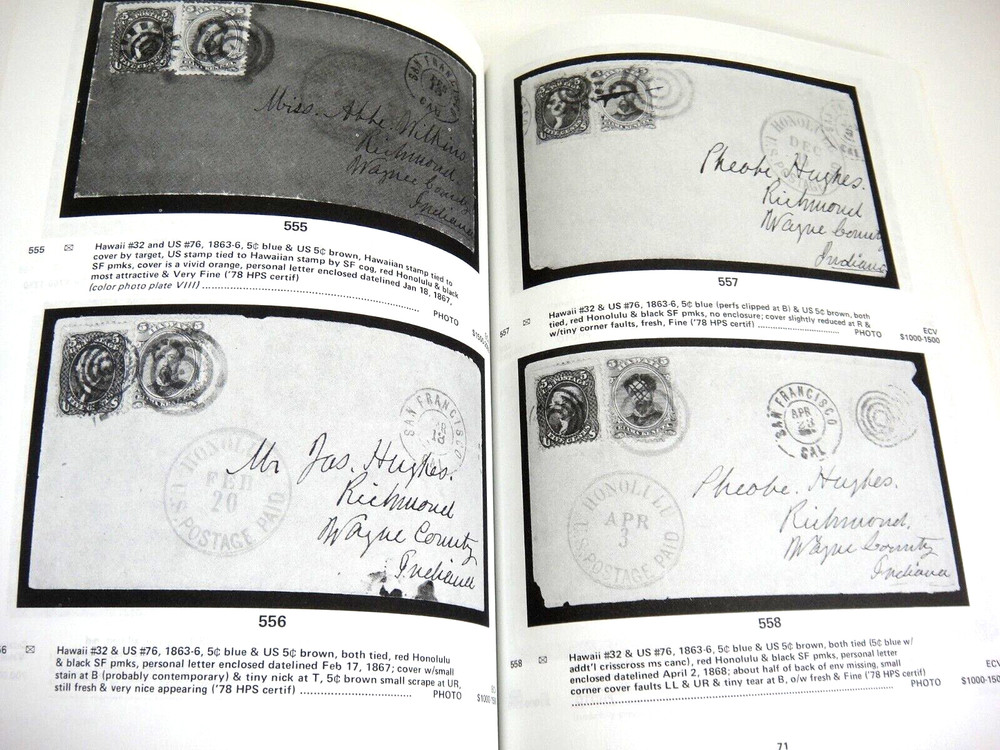 SAN FRANCISCO
CAL
Miss. Abbe. Wilkins
Richmond
Wayne County
Indiana
555
555 Hawaii #32 and US #76, 1863-6, 5¢ blue & US 5¢ brown, Hawaiian stamp tied to
cover by target, US stamp tied to Hawaiian stamp by SF cog, red Honolulu & black
SF pmks, cover is a vivid orange, personal letter enclosed datelined Jan 18, 1867,
most attractive & Very Fine ('78 HPS certif)
(color photo plate VIII) PHOTO
SAN FRANCISCO
HONOLULU
FEB
20
U.S. POSTAGE PAID
Mr Jas. Hughes.
Richmond
Wayne County
Indiana
556
Hawaii #32 & US #76, 1863-6, 5¢ blue & US 5¢ brown, both tied, red Honolulu
& black SF pmks, personal letter enclosed datelined Feb 17, 1867; cover w/small
stain at B (probably contemporary) & tiny nick at T, 5¢ brown small scrape at UR,
still fresh & very nice appearing ('78 HPS certif) PHOTO
HONOLULU
DEC
CAL
Pheobe. Hughes.
Richmond
Wayne County
Indiana
557
557 Hawaii #32 & US #76, 1863-6, 5¢ blue (perfs clipped at B) & US 5¢ brown, both
tied, red Honolulu & black SF pmks, no enclosure; cover slightly reduced at R &
w/tiny corner faults, fresh, Fine ('78 HPS certif) PHOTO
ECV
$1000-1500
U.S. POSTAGE
SAN FRANCISCO
APR
CAL
HONOLULU
APR
3
U.S. POSTAGE PAID
Pheobe. Hughes.
Richmond.
Wayne County
Indiana
558
558 Hawaii #32 & US #76, 1863-6, 5¢ blue & US 5¢ brown, both tied (5¢ blue w/
addt'l crisscross ms canc), red Honolulu & black SF pmks, personal letter
enclosed datelined April 2, 1868; about half of back of env missing, small
corner cover faults LL & UR & tiny tear at B, o/w fresh & Fine ('78 HPS certif)
PHOTO
ECV
71